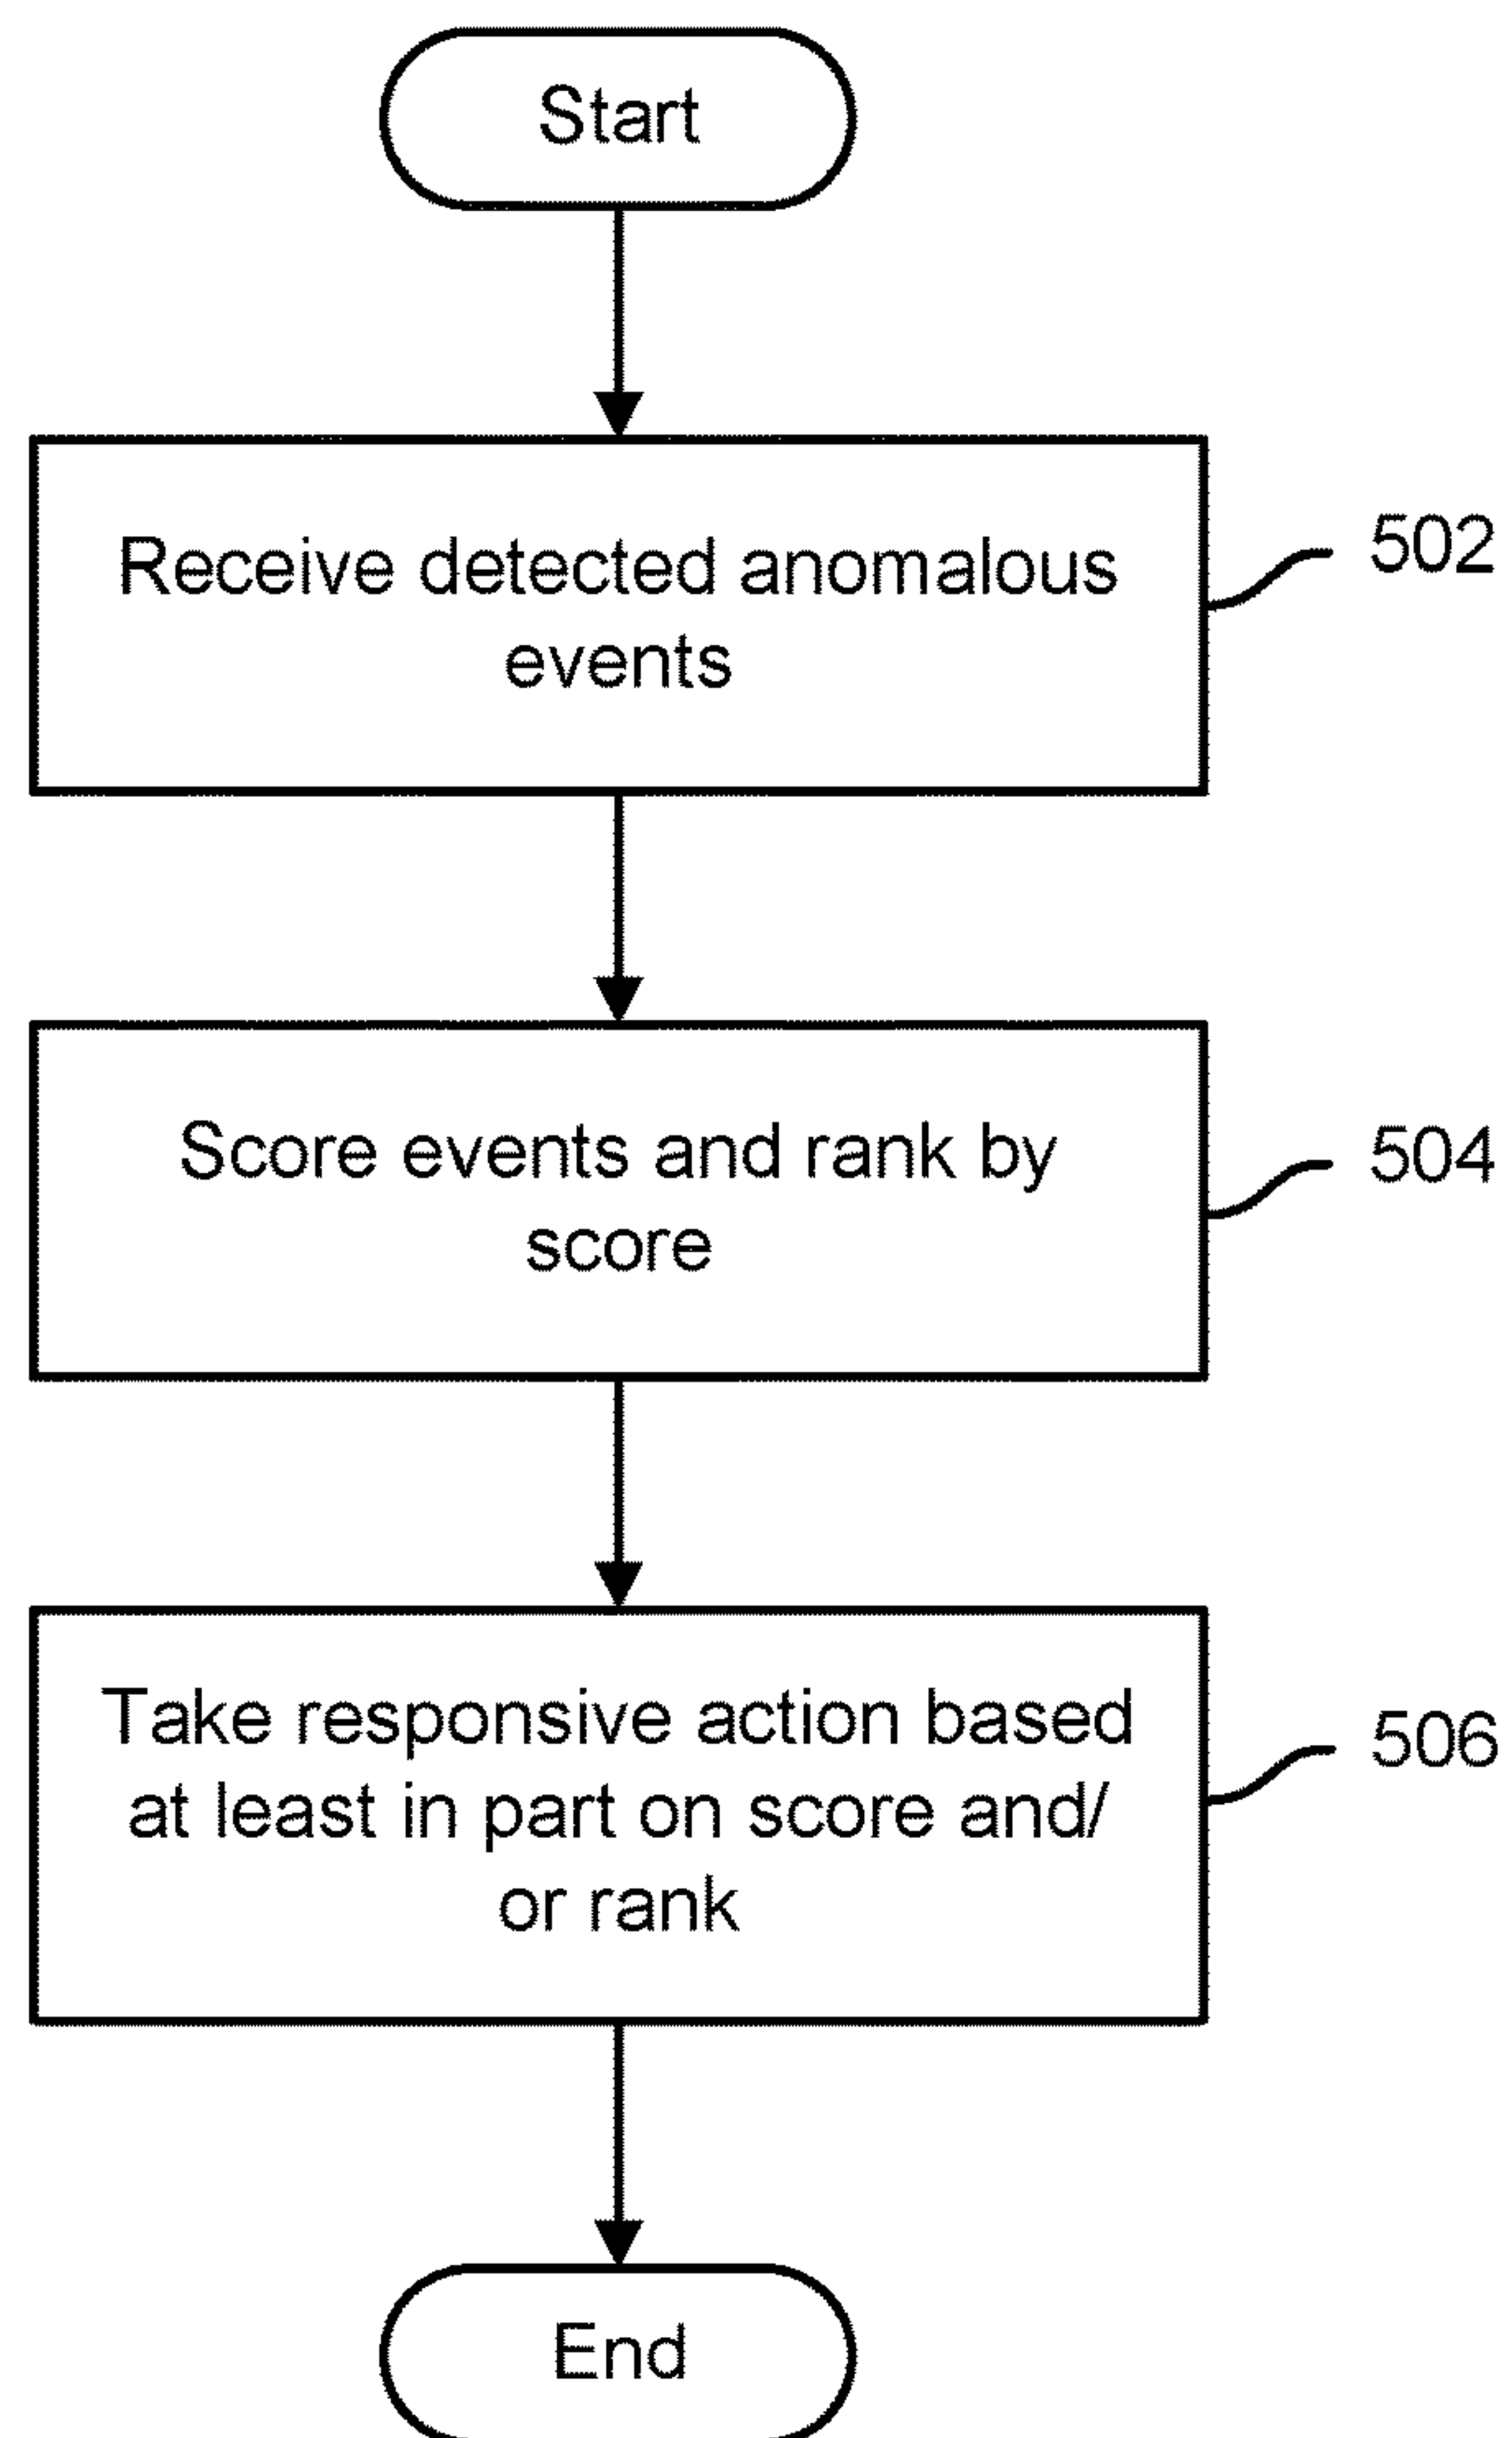 Start
Receive detected anomalous
events
502
Score events and rank by
score
504
Take responsive action based
at least in part on score and/
or rank
506
End